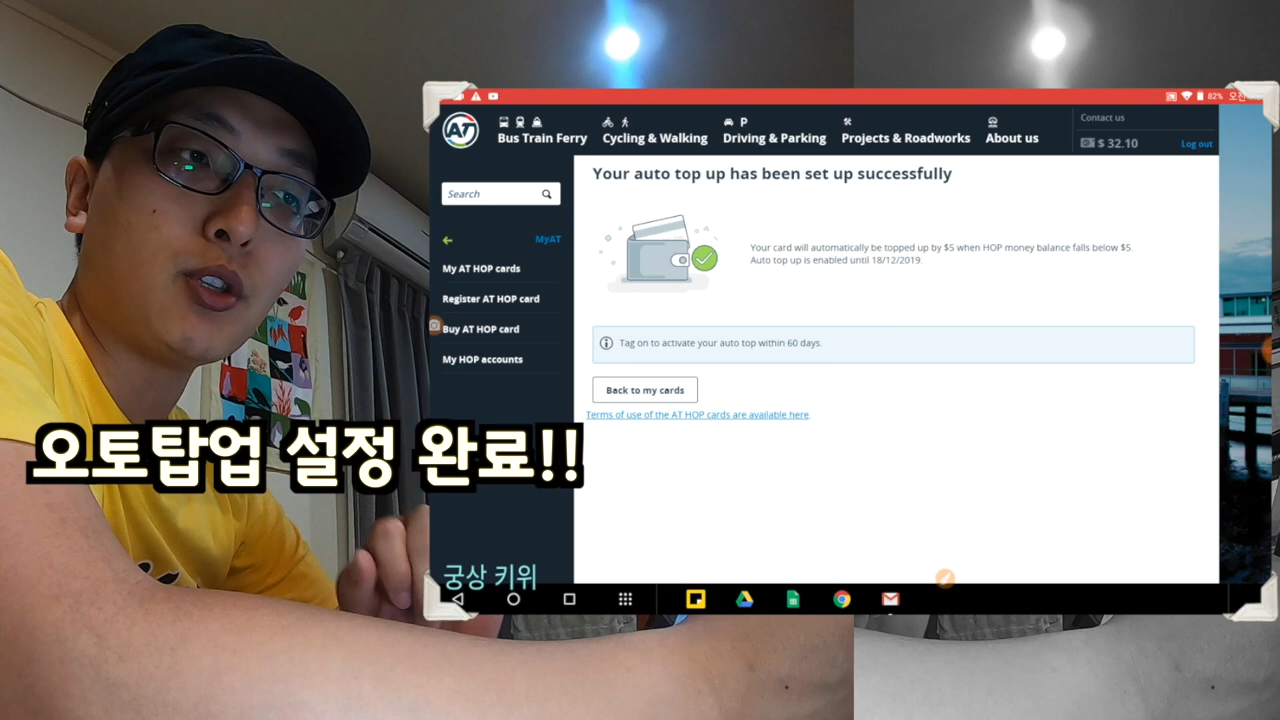 82% 오전
AT
Bus Train Ferry
Cycling & Walking
P
Driving & Parking
Projects & Roadworks
About us
Contact us
$ 32.10
Log out
Search
MyAT
My AT HOP cards
Register AT HOP card
Buy AT HOP card
My HOP accounts
Your auto top up has been set up successfully
Your card will automatically be topped up by $5 when HOP money balance falls below $5.
Auto top up is enabled until 18/12/2019.
Tag on to activate your auto top within 60 days.
Back to my cards
Terms of use of the AT HOP cards are available here.
오토탑업 설정 완료!!
궁상 키위